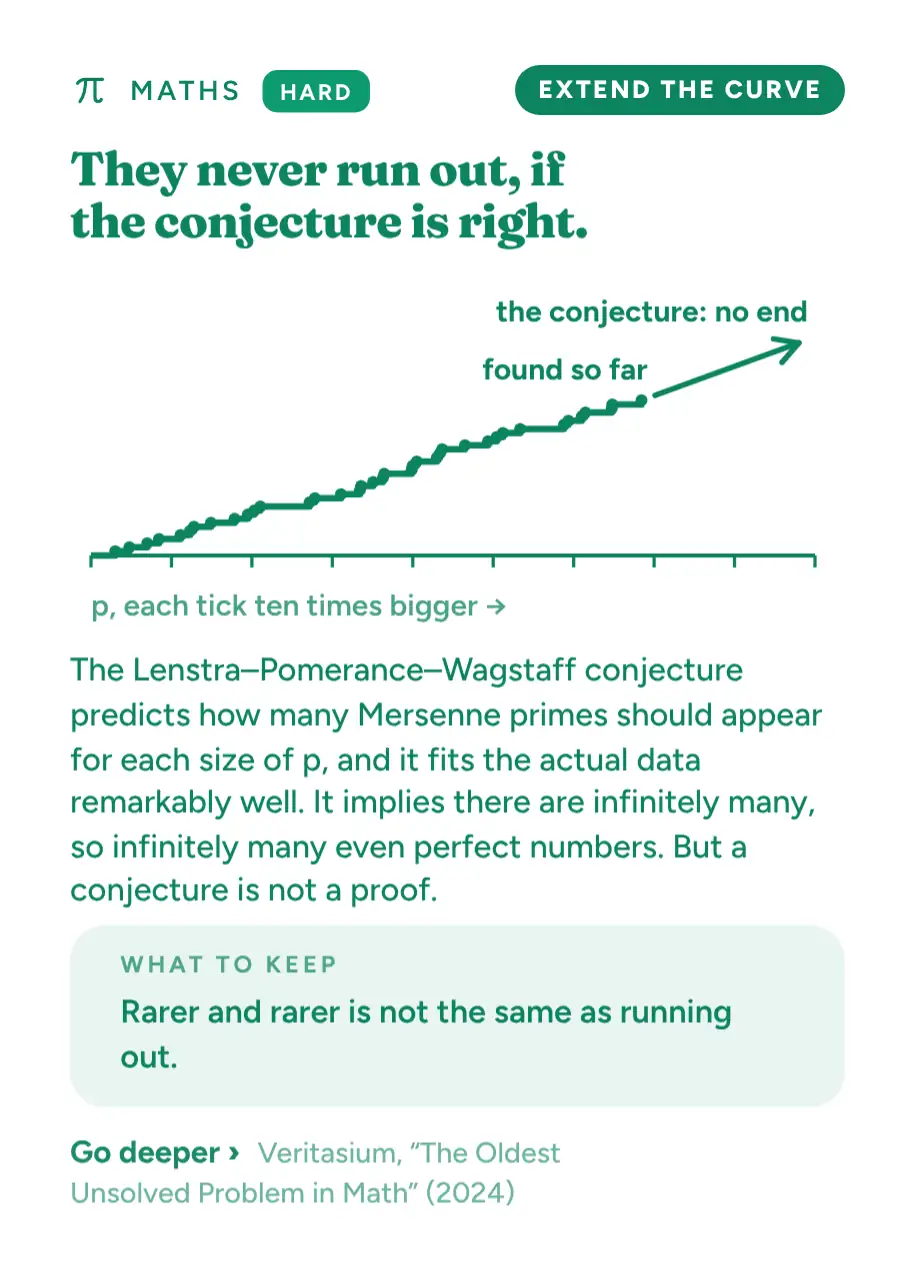 π MATHS HARD EXTEND THE CURVE
They never run out, if
the conjecture is right.
the conjecture: no end
found so far
p, each tick ten times bigger →
The Lenstra–Pomerance–Wagstaff conjecture
predicts how many Mersenne primes should appear
for each size of p, and it fits the actual data
remarkably well. It implies there are infinitely many,
so infinitely many even perfect numbers. But a
conjecture is not a proof.
WHAT TO KEEP
Rarer and rarer is not the same as running
out.
Go deeper › Veritasium, “The Oldest
Unsolved Problem in Math” (2024)